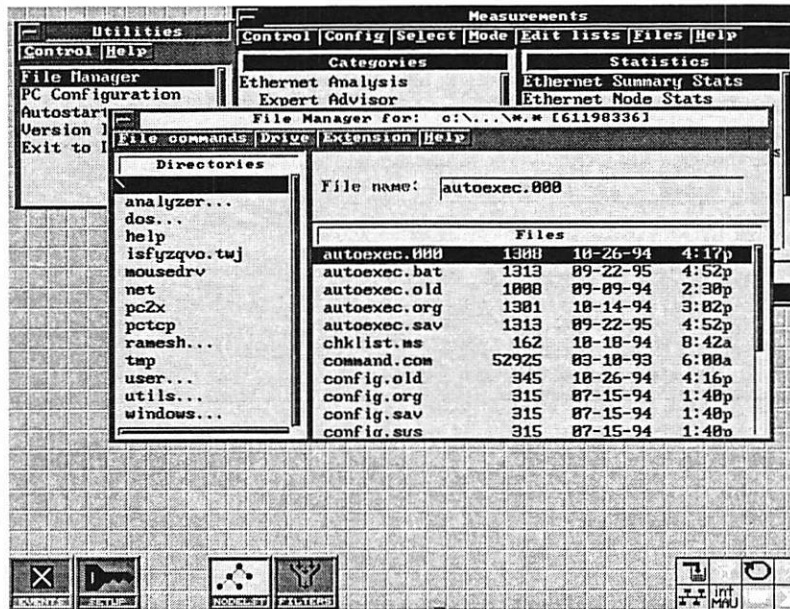 Utilities
Control Help
File Manager
PC Configuration
Autostart
Version
Exit to
Measurements
Control Config Select Mode Edit lists Files Help
Categories
Ethernet Analysis
Expert Advisor
Statistics
Ethernet Summary Stats
Ethernet Node Stats
File Manager for: c:\...\*.* [61198336]
File commands Drive Extension Help
Directories
\
analyzer...
dos...
help
isfyzqvo.twj
mousedrv
net
pc2x
pctcp
ramesh...
tmp
user...
utils...
windows...
File name: autoexec.000
Files
autoexec.000 1308 10-26-94 4:17p
autoexec.bat 1313 09-22-95 4:52p
autoexec.old 1008 09-09-94 2:30p
autoexec.org 1301 10-14-94 3:02p
autoexec.sav 1313 09-22-95 4:52p
chklist.ms 162 10-18-94 8:42a
command.com 52925 03-10-93 6:00a
config.old 345 10-26-94 4:16p
config.org 315 07-15-94 1:40p
config.sav 315 07-15-94 1:40p
config.sys 315 07-15-94 1:40p
EVENTS
SETUP
NODELIST
FILTERS
int
MAU